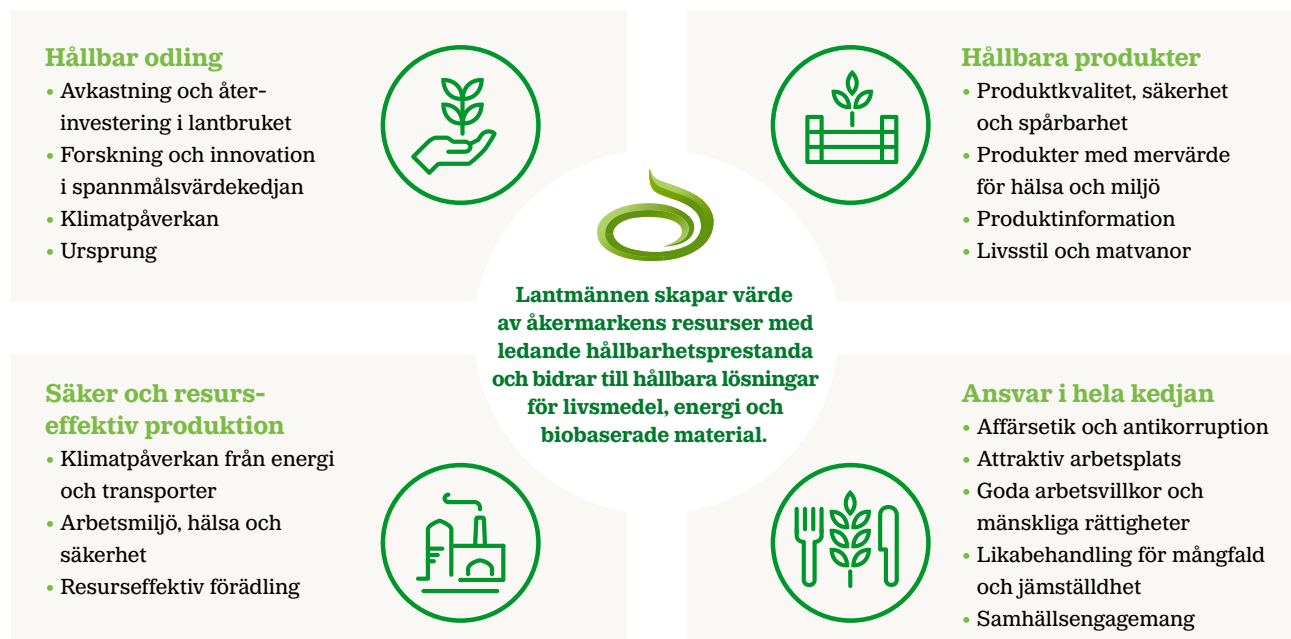 Hållbar odling
• Avkastning och åter-
investering i lantbruket
• Forskning och innovation
i spannmålsvärdekedjan
• Klimatpåverkan
• Ursprung
Hållbara produkter
• Produktkvalitet, säkerhet
och spårbarhet
• Produkter med mervärde
för hälsa och miljö
• Produktinformation
• Livsstil och matvanor
Lantmännen skapar värde
av åkermarkens resurser med
ledande hållbarhetsprestanda
och bidrar till hållbara lösningar
för livsmedel, energi och
biobaserade material.
Säker och resurs-
effektiv produktion
• Klimatpåverkan från energi
och transporter
• Arbetsmiljö, hälsa och
säkerhet
• Resurseffektiv förädling
Ansvar i hela kedjan
• Affärsetik och antikorruption
• Attraktiv arbetsplats
• Goda arbetsvillkor och
mänskliga rättigheter
• Likabehandling för mångfald
och jämställdhet
• Samhällsengagemang